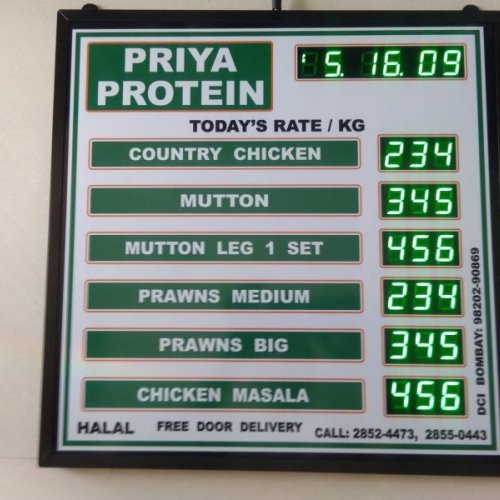 PRIYA
PROTEIN
5. 16. 09
TODAY'S RATE / KG
COUNTRY CHICKEN 234
MUTTON 345
MUTTON LEG 1 SET 456
PRAWNS MEDIUM 234
PRAWNS BIG 345
CHICKEN MASALA 456
HALAL FREE DOOR DELIVERY CALL: 2852-4473, 2855-0443
DCI BOMBAY: 98202-90869